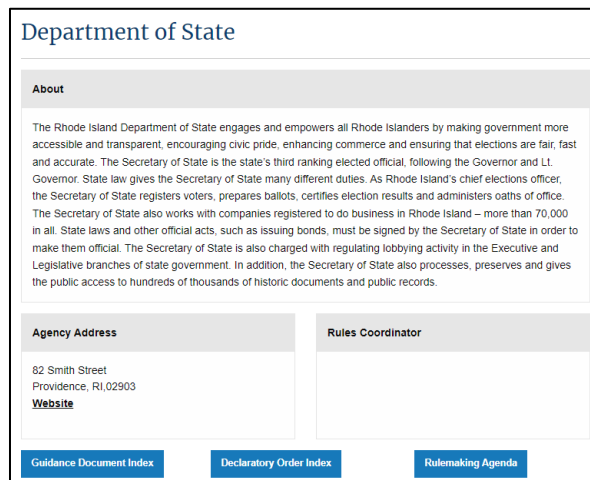 Department of State
About
The Rhode Island Department of State engages and empowers all Rhode Islanders by making government more
accessible and transparent, encouraging civic pride, enhancing commerce and ensuring that elections are fair, fast
and accurate. The Secretary of State is the state's third ranking elected official, following the Governor and Lt.
Governor. State law gives the Secretary of State many different duties. As Rhode Island's chief elections officer,
the Secretary of State registers voters, prepares ballots, certifies election results and administers oaths of office.
The Secretary of State also works with companies registered to do business in Rhode Island – more than 70,000
in all. State laws and other official acts, such as issuing bonds, must be signed by the Secretary of State in order to
make them official. The Secretary of State is also charged with regulating lobbying activity in the Executive and
Legislative branches of state government. In addition, the Secretary of State also processes, preserves and gives
the public access to hundreds of thousands of historic documents and public records.
Agency Address
Rules Coordinator
82 Smith Street
Providence, RI,02903
Website
Guidance Document Index
Declaratory Order Index
Rulemaking Agenda